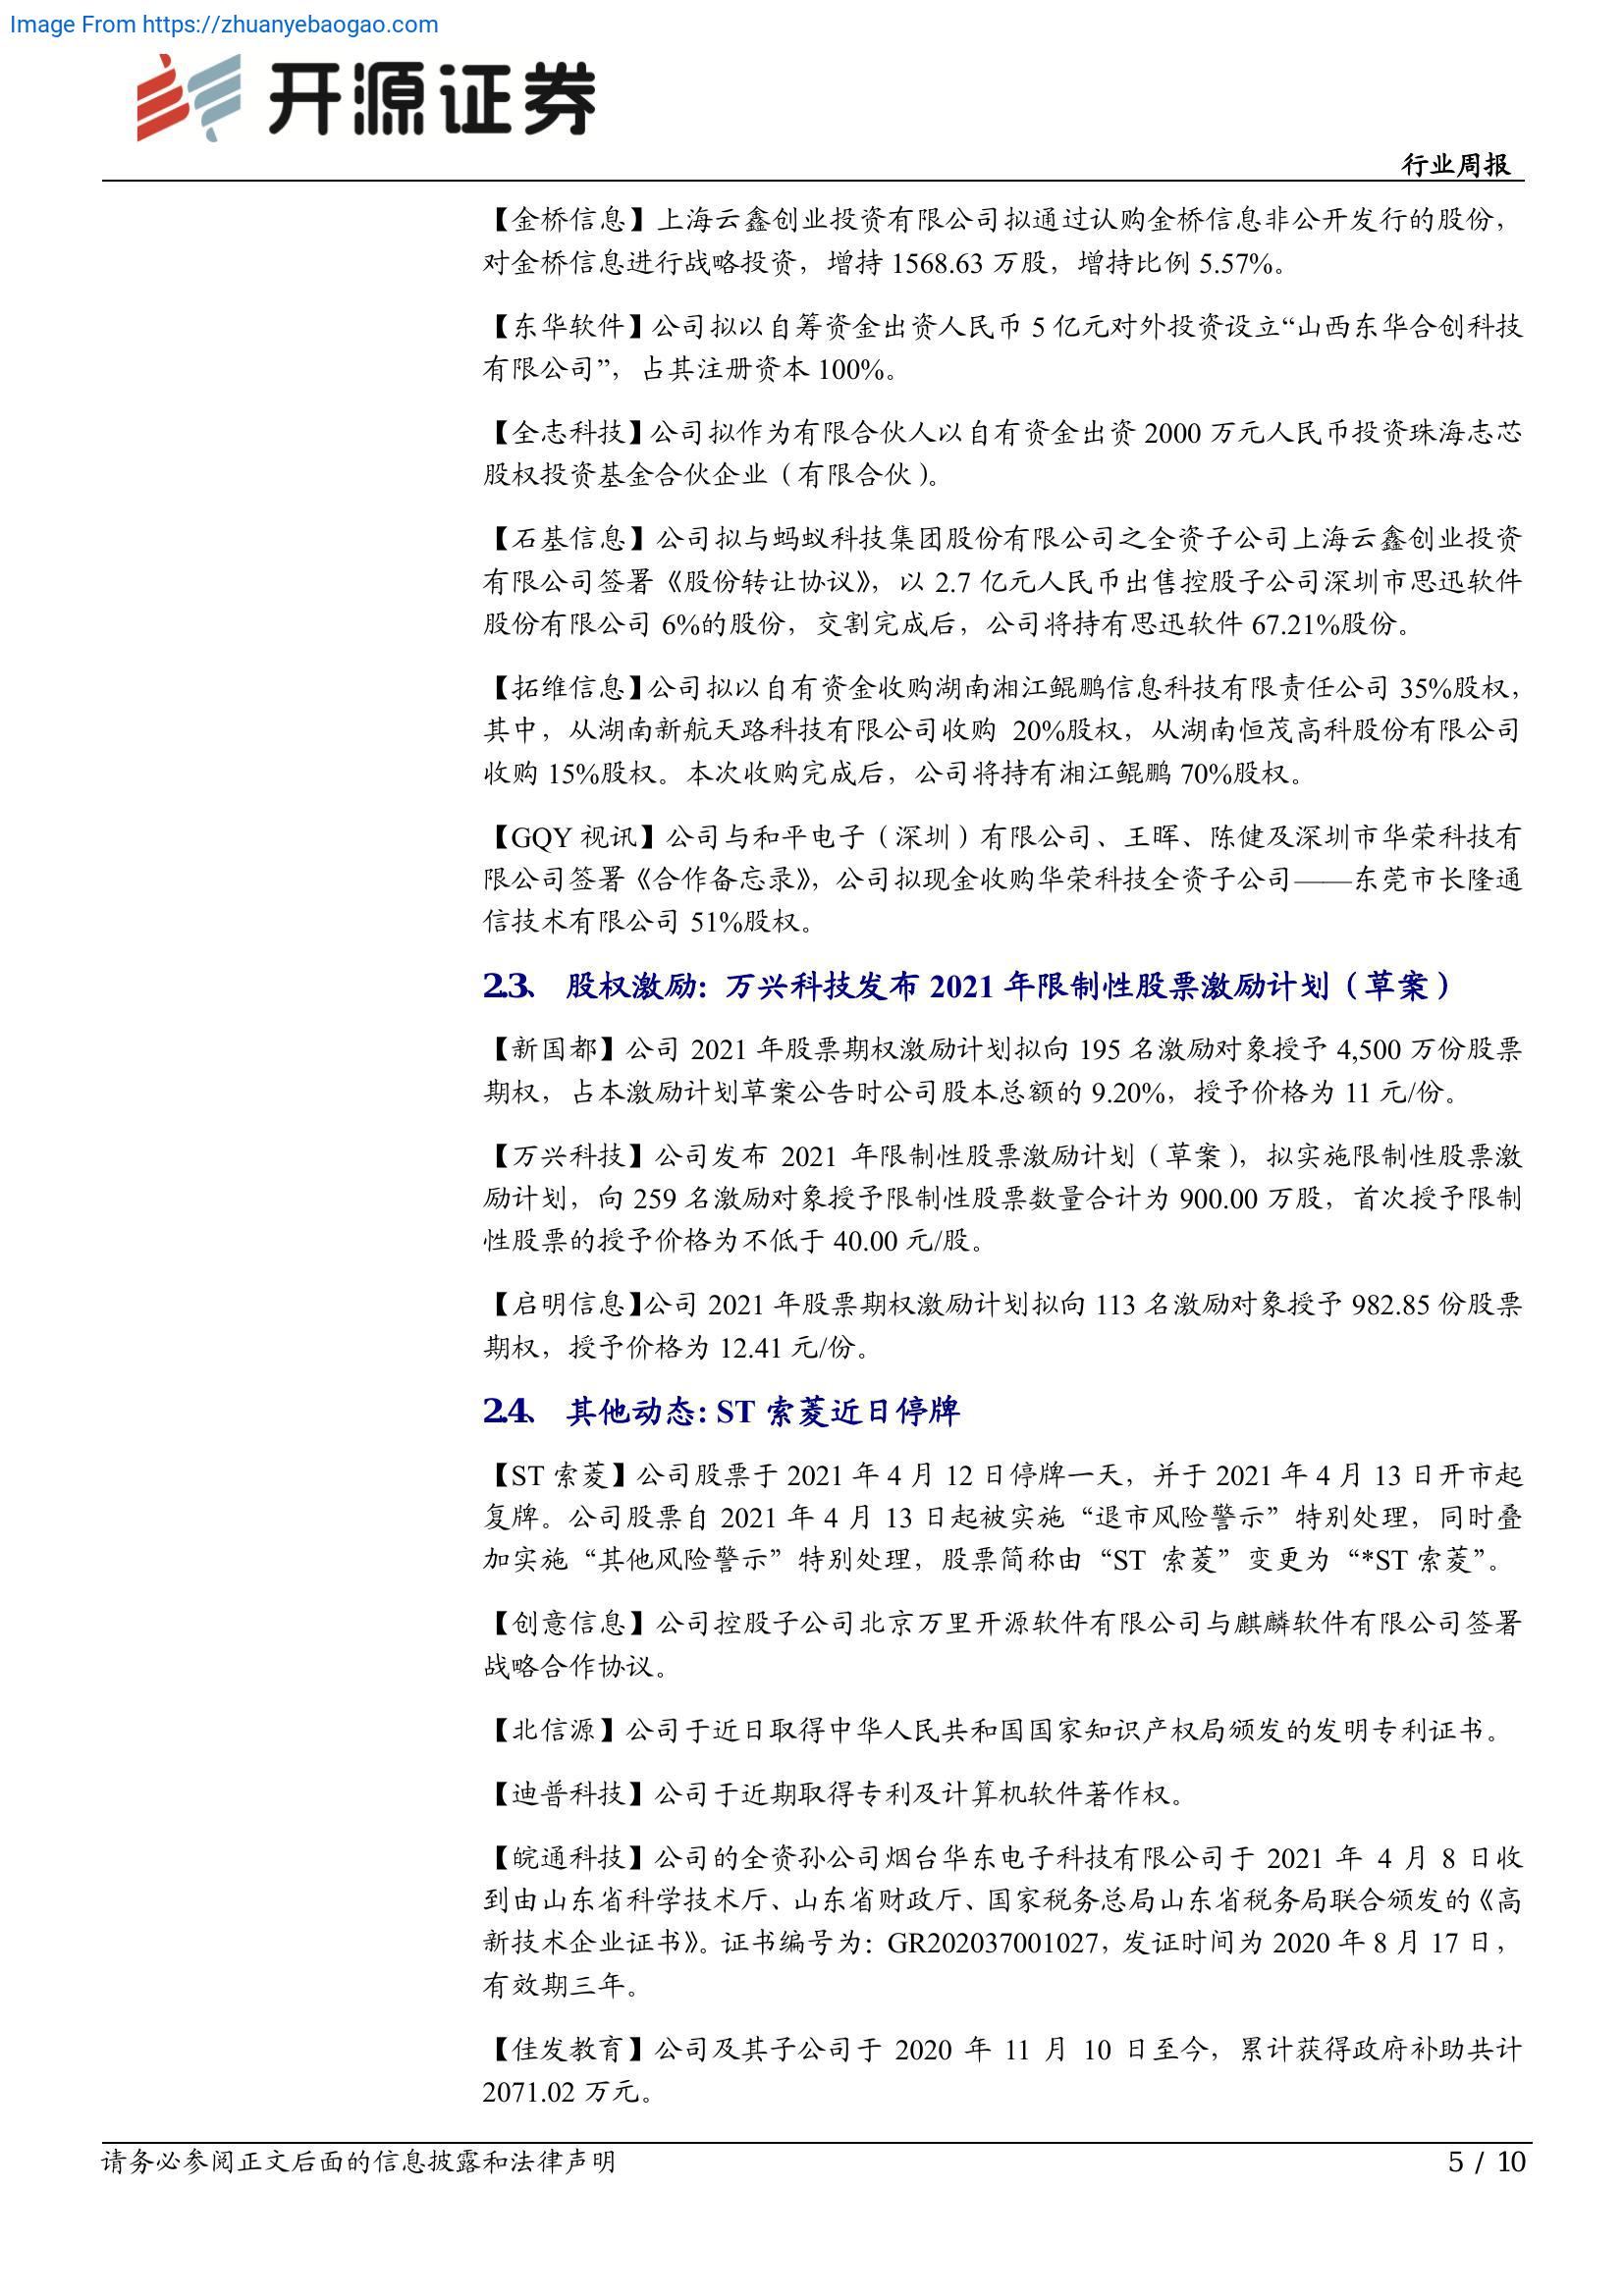 Image From https://zhuanyebaogao.com
开源证券
行业周报
【金桥信息】上海云鑫创业投资有限公司拟通过认购金桥信息非公开发行的股份，
对金桥信息进行战略投资，增持 1568.63 万股，增持比例 5.57%。
【东华软件】公司拟以自筹资金出资人民币 5 亿元对外投资设立“山西东华合创科技
有限公司”，占其注册资本 100%。
【全志科技】公司拟作为有限合伙人以自有资金出资 2000 万元人民币投资珠海志芯
股权投资基金合伙企业（有限合伙）。
【石基信息】公司拟与蚂蚁科技集团股份有限公司之全资子公司上海云鑫创业投资
有限公司签署《股份转让协议》，以 2.7 亿元人民币出售控股子公司深圳市思迅软件
股份有限公司 6%的股份，交割完成后，公司将持有思迅软件 67.21%股份。
【拓维信息】公司拟以自有资金收购湖南湘江鲲鹏信息科技有限责任公司 35%股权，
其中，从湖南新航天路科技有限公司收购 20%股权，从湖南恒茂高科股份有限公司
收购 15%股权。本次收购完成后，公司将持有湘江鲲鹏 70%股权。
【GQY 视讯】公司与和平电子（深圳）有限公司、王晖、陈健及深圳市华荣科技有
限公司签署《合作备忘录》，公司拟现金收购华荣科技全资子公司——东莞市长隆通
信技术有限公司 51%股权。
2.3、 股权激励：万兴科技发布 2021 年限制性股票激励计划（草案）
【新国都】公司 2021 年股票期权激励计划拟向 195 名激励对象授予 4,500 万份股票
期权，占本激励计划草案公告时公司股本总额的 9.20%，授予价格为 11 元/份。
【万兴科技】公司发布 2021 年限制性股票激励计划（草案），拟实施限制性股票激
励计划，向 259 名激励对象授予限制性股票数量合计为 900.00 万股，首次授予限制
性股票的授予价格为不低于 40.00 元/股。
【启明信息】公司 2021 年股票期权激励计划拟向 113 名激励对象授予 982.85 份股票
期权，授予价格为 12.41 元/份。
2.4、 其他动态：ST 索菱近日停牌
【ST 索菱】公司股票于 2021 年 4 月 12 日停牌一天，并于 2021 年 4 月 13 日开市起
复牌。公司股票自 2021 年 4 月 13 日起被实施“退市风险警示”特别处理，同时叠
加实施“其他风险警示”特别处理，股票简称由“ST 索菱”变更为“*ST 索菱”。
【创意信息】公司控股子公司北京万里开源软件有限公司与麒麟软件有限公司签署
战略合作协议。
【北信源】公司于近日取得中华人民共和国国家知识产权局颁发的发明专利证书。
【迪普科技】公司于近期取得专利及计算机软件著作权。
【皖通科技】公司的全资孙公司烟台华东电子科技有限公司于 2021 年 4 月 8 日收
到由山东省科学技术厅、山东省财政厅、国家税务总局山东省税务局联合颁发的《高
新技术企业证书》。证书编号为：GR202037001027，发证时间为 2020 年 8 月 17 日，
有效期三年。
【佳发教育】公司及其子公司于 2020 年 11 月 10 日至今，累计获得政府补助共计
2071.02 万元。
请务必参阅正文后面的信息披露和法律声明
5 / 10